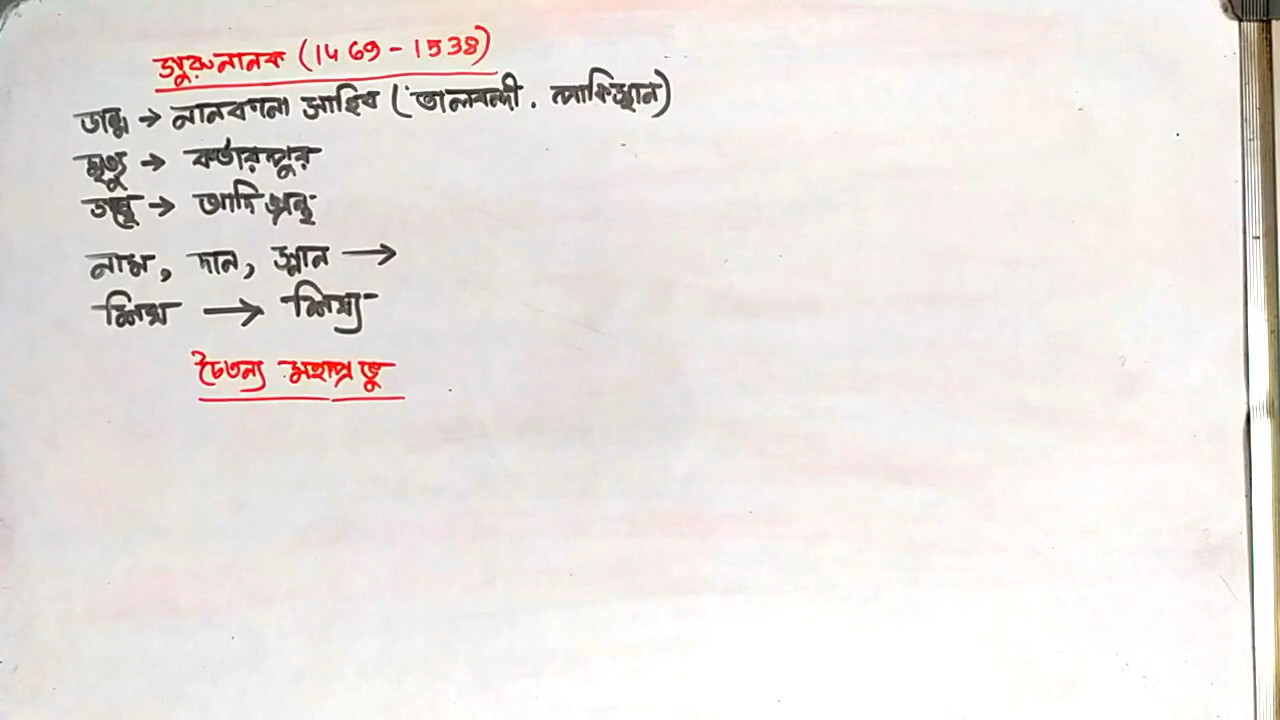 গুরুনানক (1469 - 1538)
জন্ম → নানকানা সাহিব (তালবন্দী. পাকিস্থান)
মৃত্যু → কর্তারপুর
গ্রন্থ → আদি গ্রন্থ
নাম, দান, স্নান →
শিখ → শিষ্য
চৈতন্য মহাপ্রভু